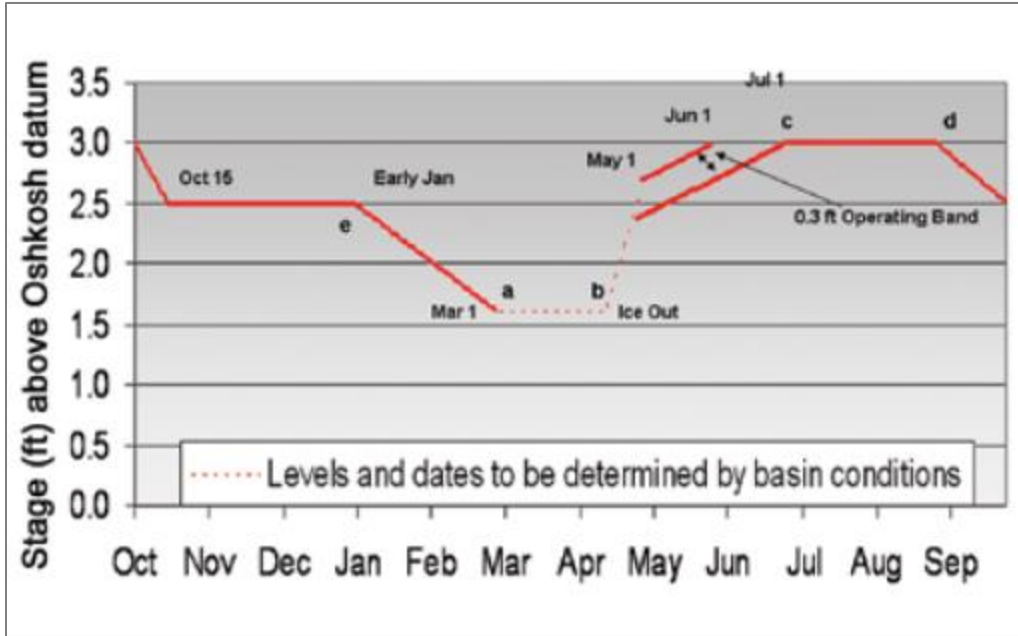 Stage (ft) above Oshkosh datum
3.5
3.0
2.5
2.0
1.5
1.0
0.5
0.0
Jul 1
Jun 1
c
d
May 1
Oct 15
Early Jan
0.3 ft Operating Band
e
a
b
Mar 1
Ice Out
Levels and dates to be determined by basin conditions
Oct Nov Dec Jan Feb Mar Apr May Jun Jul Aug Sep